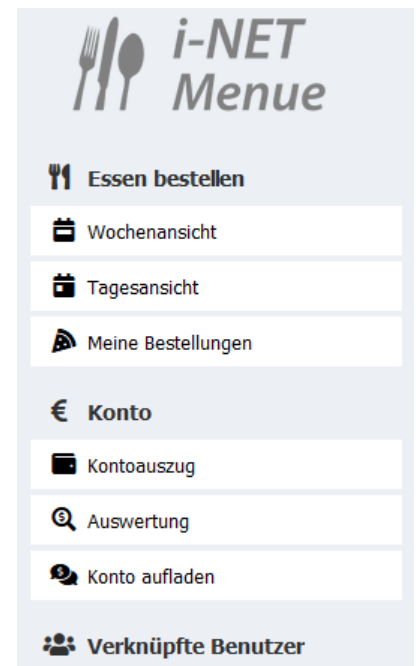 i-NET
Menue
Essen bestellen
Wochenansicht
Tagesansicht
Meine Bestellungen
€ Konto
Kontoauszug
Auswertung
Konto aufladen
Verknüpfte Benutzer